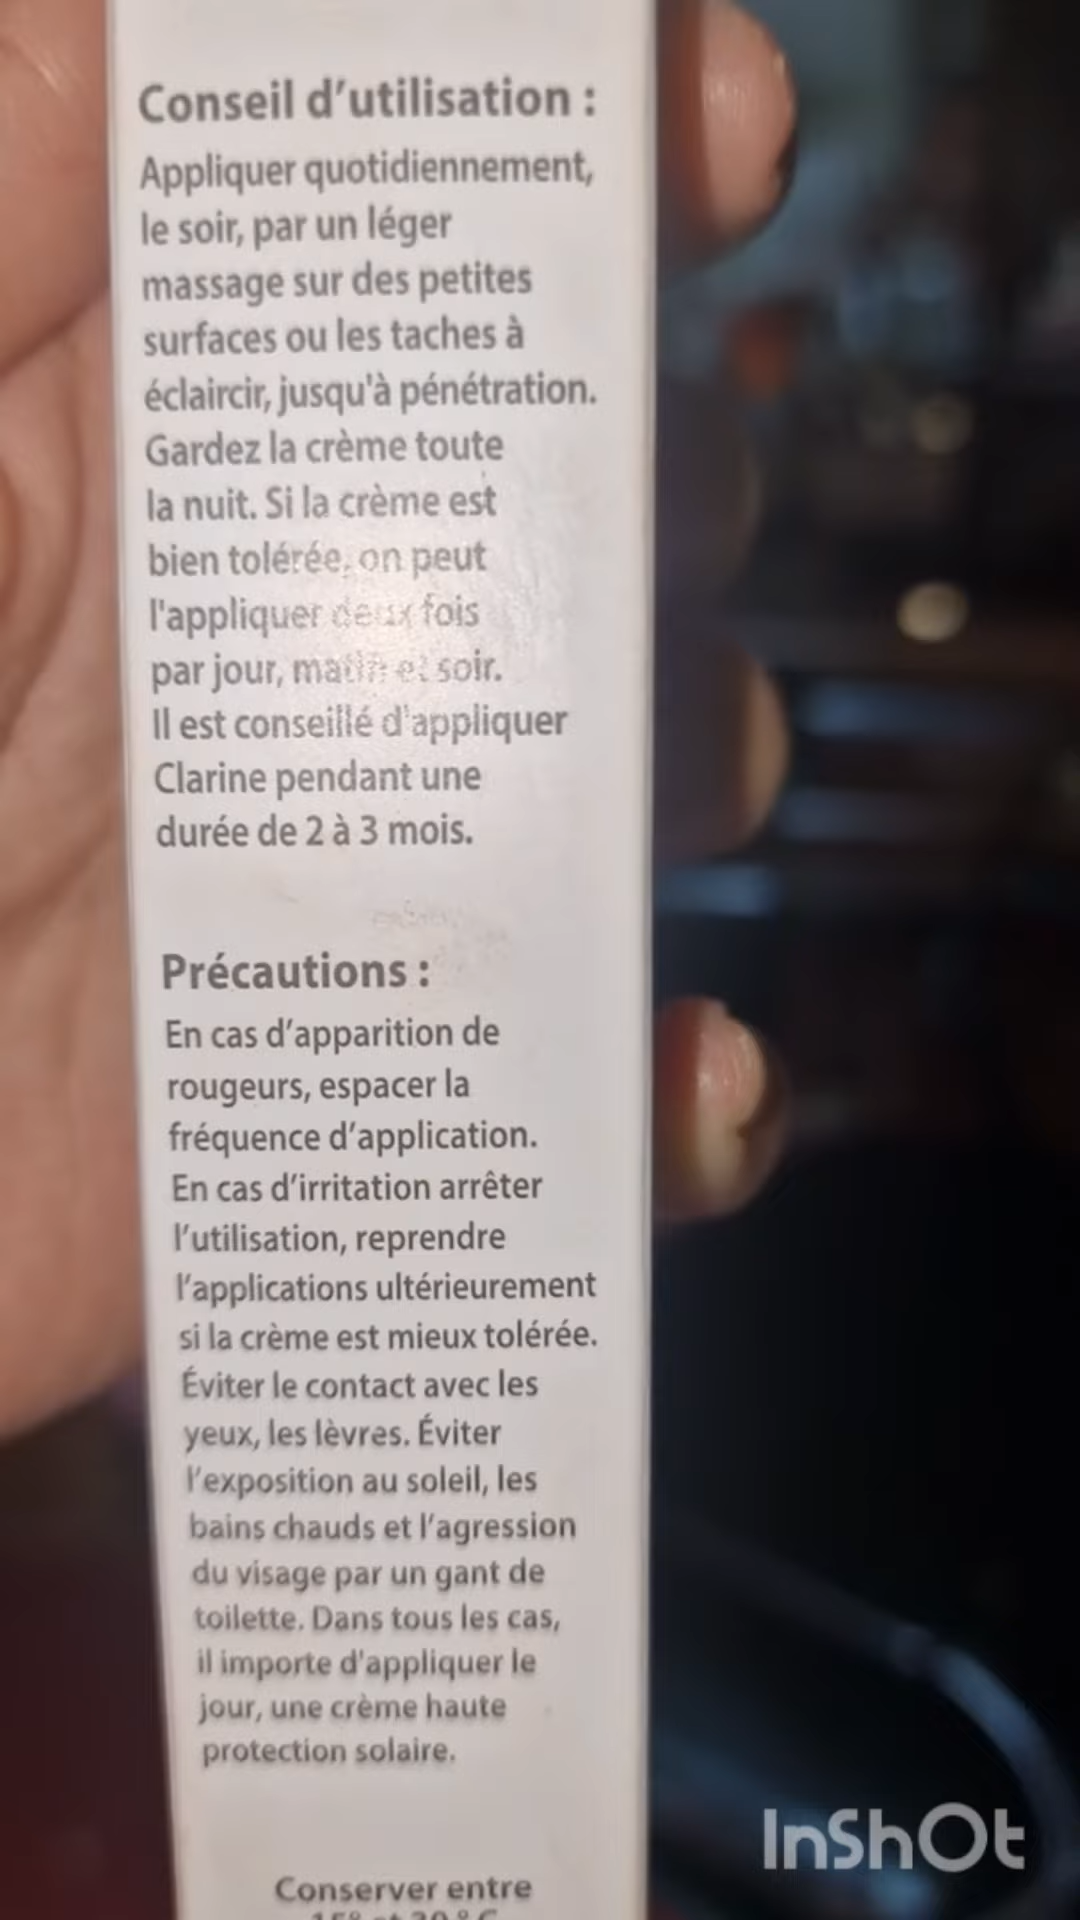 Conseil d'utilisation :
Appliquer quotidiennement,
le soir, par un léger
massage sur des petites
surfaces ou les taches à
éclaircir, jusqu'à pénétration.
Gardez la crème toute
la nuit. Si la crème est
bien tolérée, on peut
l'appliquer deux fois
par jour, matin et soir.
Il est conseillé d'appliquer
Clarine pendant une
durée de 2 à 3 mois.
Précautions :
En cas d'apparition de
rougeurs, espacer la
fréquence d'application.
En cas d'irritation arrêter
l'utilisation, reprendre
l'applications ultérieurement
si la crème est mieux tolérée.
Éviter le contact avec les
yeux, les lèvres. Éviter
l'exposition au soleil, les
bains chauds et l'agression
du visage par un gant de
toilette. Dans tous les cas,
il importe d'appliquer le
jour, une crème haute
protection solaire.
Conserver entre
InShOt